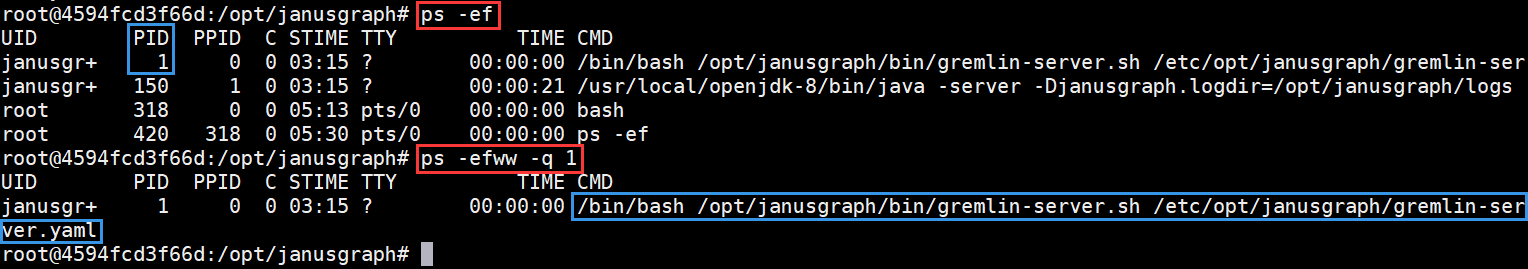 root@4594fcd3f66d:/opt/janusgraph# ps -ef
UID        PID  PPID  C STIME TTY          TIME CMD
janusgr+     1     0  0 03:15 ?        00:00:00 /bin/bash /opt/janusgraph/bin/gremlin-server.sh /etc/opt/janusgraph/gremlin-ser
janusgr+   150     1  0 03:15 ?        00:00:21 /usr/local/openjdk-8/bin/java -server -Djanusgraph.logdir=/opt/janusgraph/logs
root       318     0  0 05:13 pts/0    00:00:00 bash
root       420   318  0 05:30 pts/0    00:00:00 ps -ef
root@4594fcd3f66d:/opt/janusgraph# ps -efww -q 1
UID        PID  PPID  C STIME TTY          TIME CMD
janusgr+     1     0  0 03:15 ?        00:00:00 /bin/bash /opt/janusgraph/bin/gremlin-server.sh /etc/opt/janusgraph/gremlin-ser
ver.yaml
root@4594fcd3f66d:/opt/janusgraph#